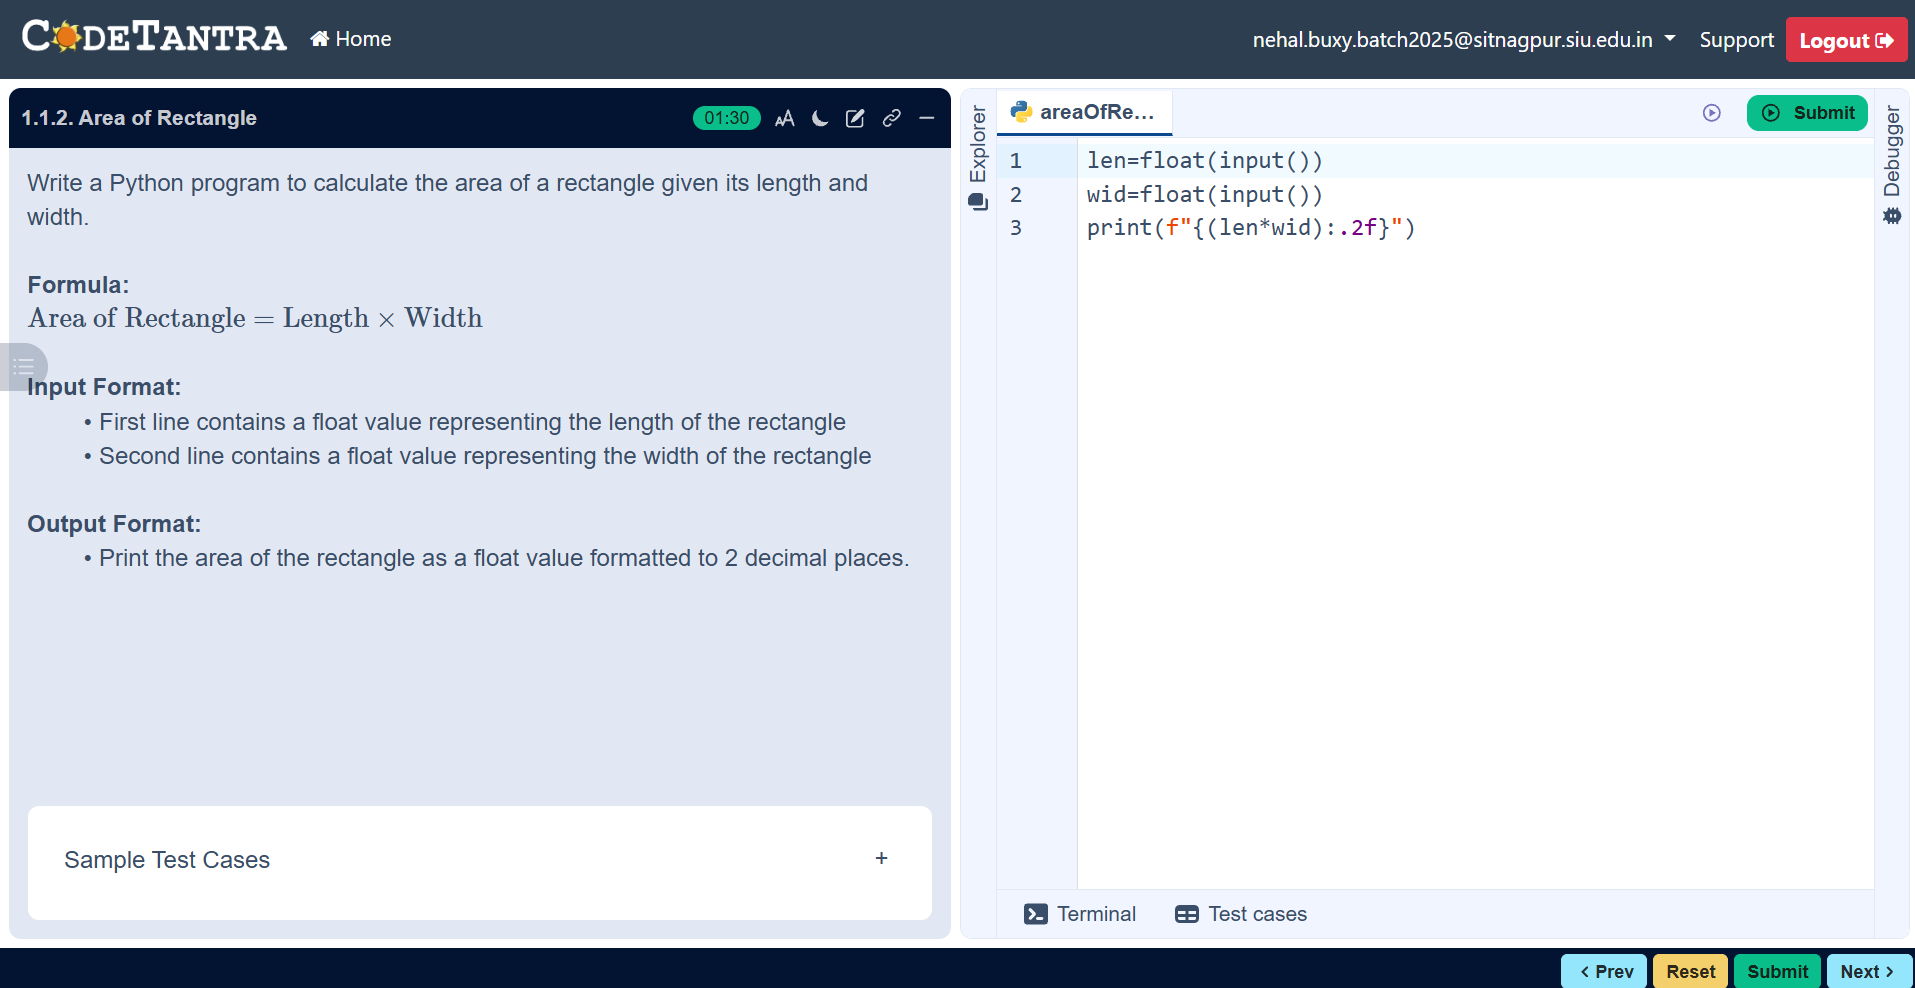 CODETANTRA Home nehal.buxy.batch2025@sitnagpur.siu.edu.in Support Logout
1.1.2. Area of Rectangle 01:30 AA
Write a Python program to calculate the area of a rectangle given its length and
width.
Formula:
Area of Rectangle = Length × Width
Input Format:
• First line contains a float value representing the length of the rectangle
• Second line contains a float value representing the width of the rectangle
Output Format:
• Print the area of the rectangle as a float value formatted to 2 decimal places.
Sample Test Cases +
Explorer
areaOfRe... Submit
1 len=float(input())
2 wid=float(input())
3 print(f"{(len*wid):.2f}")
Debugger
Terminal Test cases
< Prev Reset Submit Next >